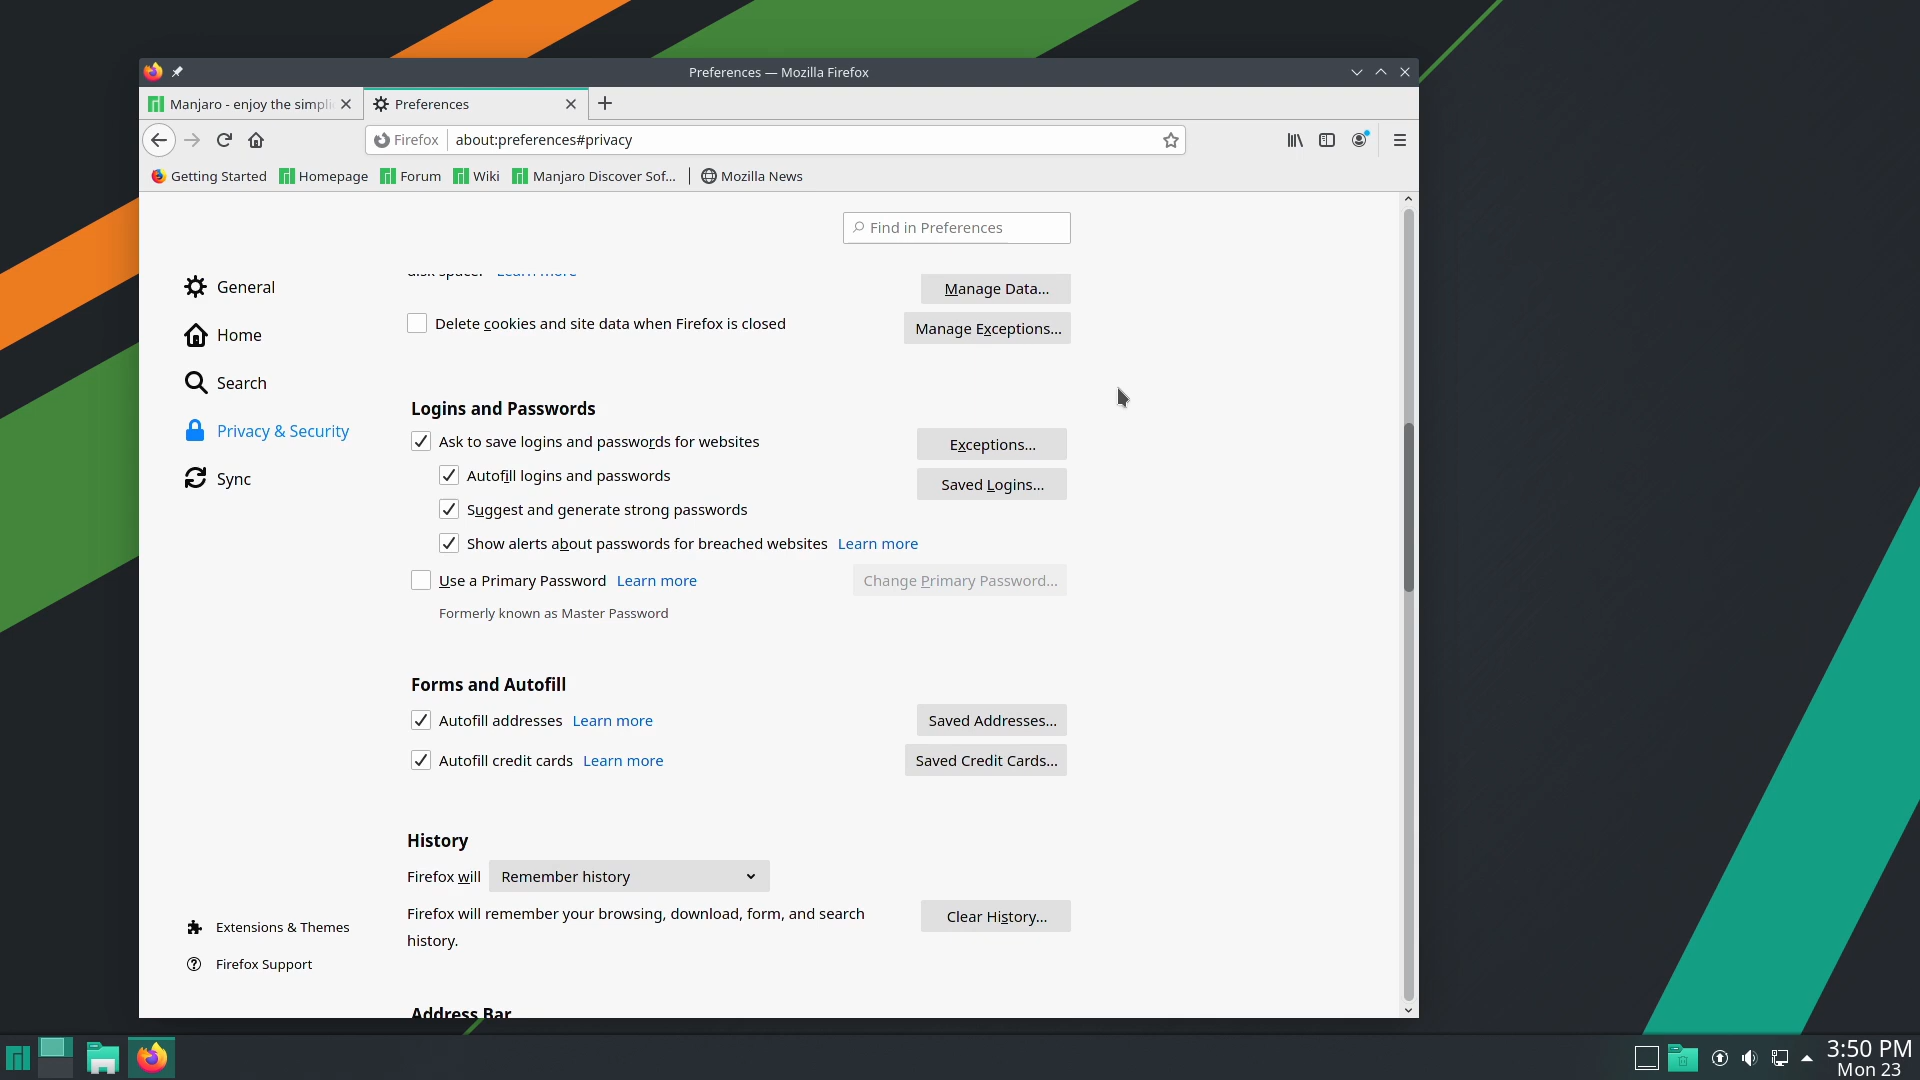 Preferences — Mozilla Firefox
Manjaro - enjoy the simpli
Preferences
Firefox
about:preferences#privacy
Getting Started
Homepage
Forum
Wiki
Manjaro Discover Sof...
Mozilla News
Find in Preferences
General
Home
Search
Privacy & Security
Sync
Extensions & Themes
Firefox Support
disk space. Learn more
Manage Data...
Delete cookies and site data when Firefox is closed
Manage Exceptions...
Logins and Passwords
Ask to save logins and passwords for websites
Exceptions...
Autofill logins and passwords
Saved Logins...
Suggest and generate strong passwords
Show alerts about passwords for breached websites Learn more
Use a Primary Password Learn more
Change Primary Password...
Formerly known as Master Password
Forms and Autofill
Autofill addresses Learn more
Saved Addresses...
Autofill credit cards Learn more
Saved Credit Cards...
History
Firefox will Remember history
Firefox will remember your browsing, download, form, and search
history.
Clear History...
Address Bar
3:50 PM
Mon 23